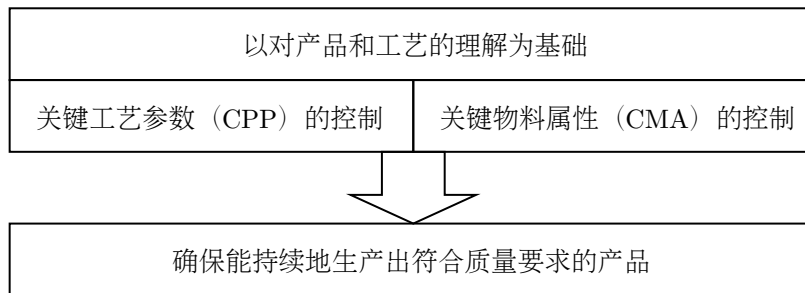 以对产品和工艺的理解为基础
关键工艺参数（CPP）的控制
关键物料属性（CMA）的控制
确保能持续地生产出符合质量要求的产品